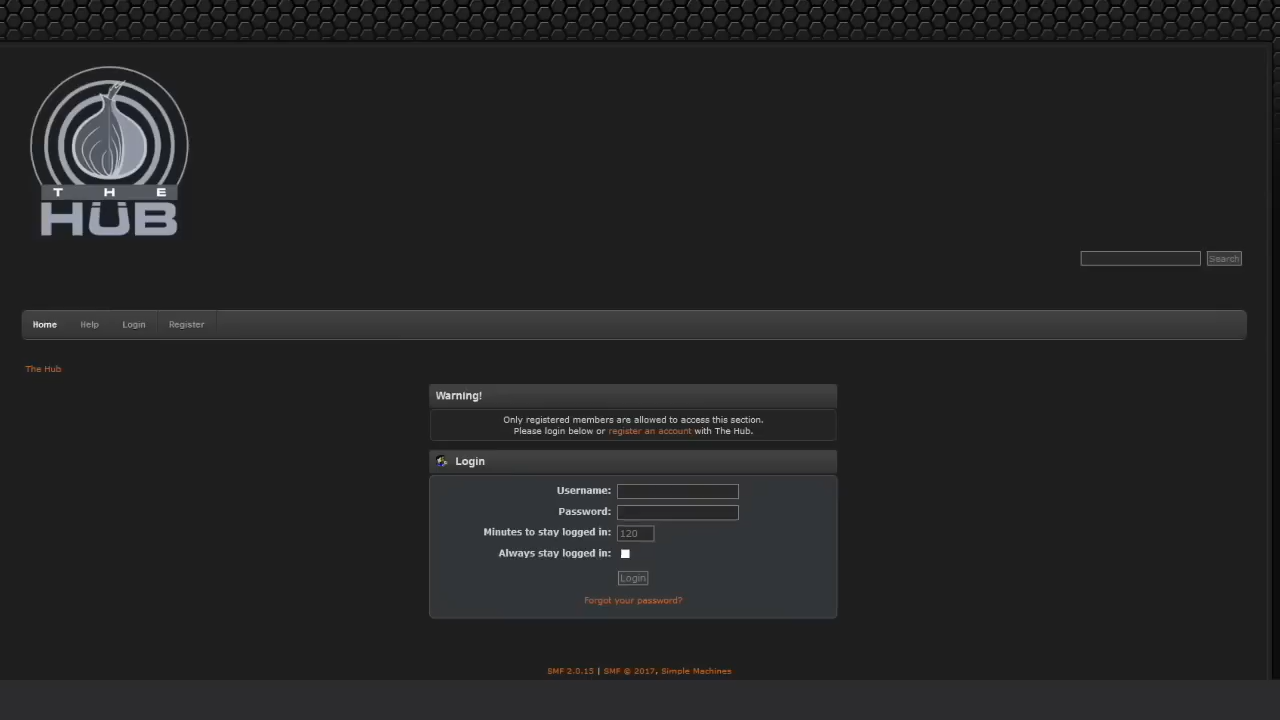 THE
HUB
Search
Home Help Login Register
The Hub
Warning!
Only registered members are allowed to access this section.
Please login below or register an account with The Hub.
Login
Username:
Password:
Minutes to stay logged in: 120
Always stay logged in:
Login
Forgot your password?
SMF 2.0.15 | SMF © 2017, Simple Machines